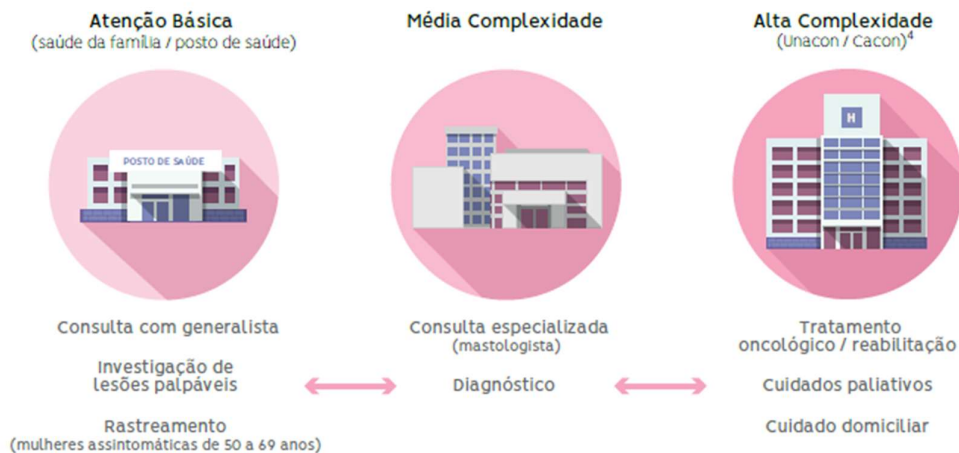 Atenção Básica
(saúde da família / posto de saúde)
POSTO DE SAÚDE
Consulta com generalista
Investigação de
lesões palpáveis
Rastreamento
(mulheres assintomáticas de 50 a 69 anos)
Média Complexidade
Consulta especializada
(mastologista)
Diagnóstico
Alta Complexidade
(Unacon / Cacon)⁴
H
Tratamento
oncológico / reabilitação
Cuidados paliativos
Cuidado domiciliar